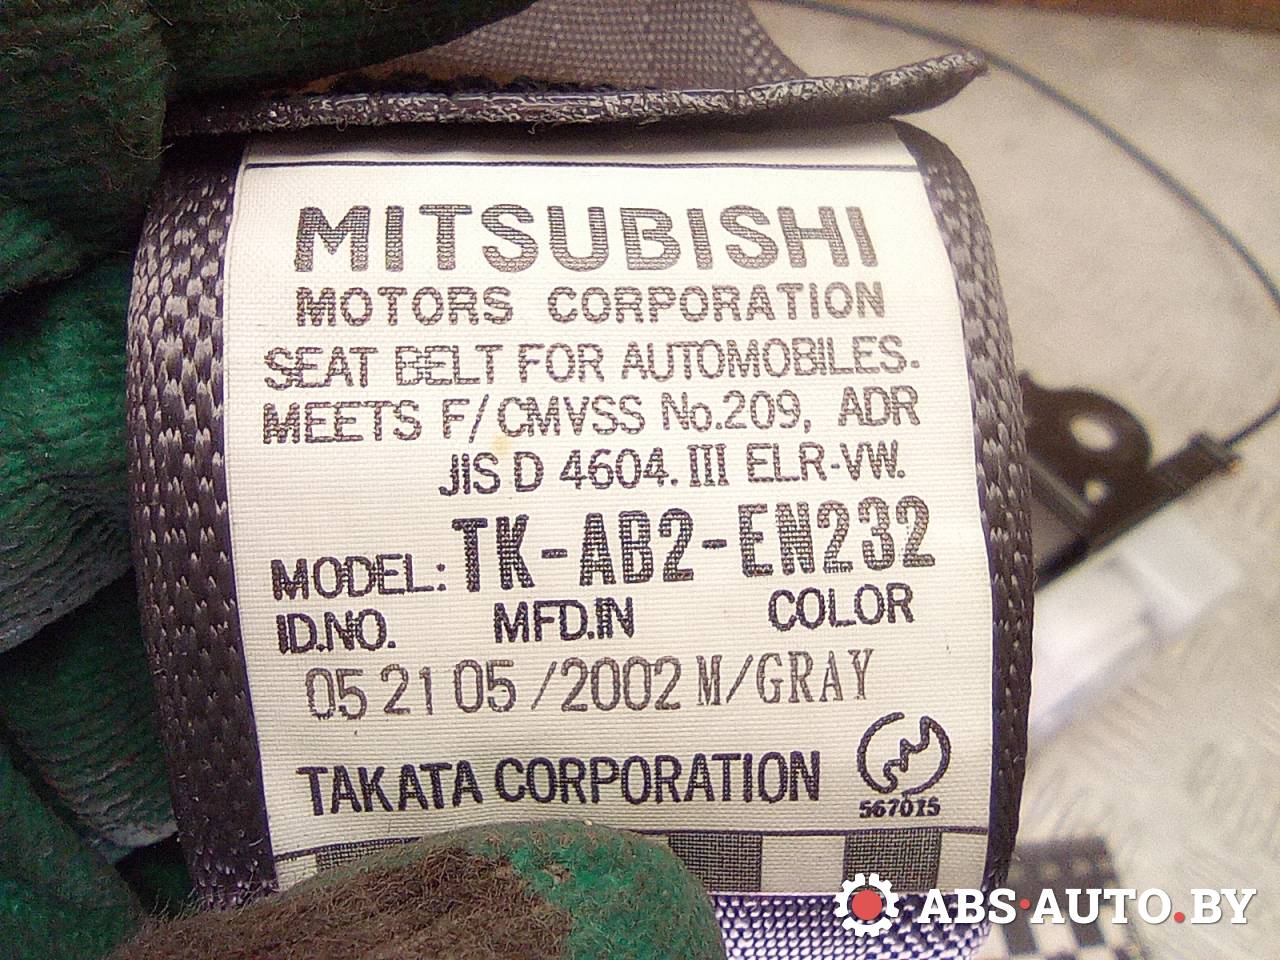 MITSUBISHI
MOTORS CORPORATION
SEAT BELT FOR AUTOMOBILES.
MEETS F/CMVSS No.209, ADR
JIS D 4604. III ELR-VW.
MODEL: TK-AB2-EN232
ID.NO. MFD.IN COLOR
05 21 05 /2002 M/GRAY
TAKATA CORPORATION
567015
ABS·AUTO.BY